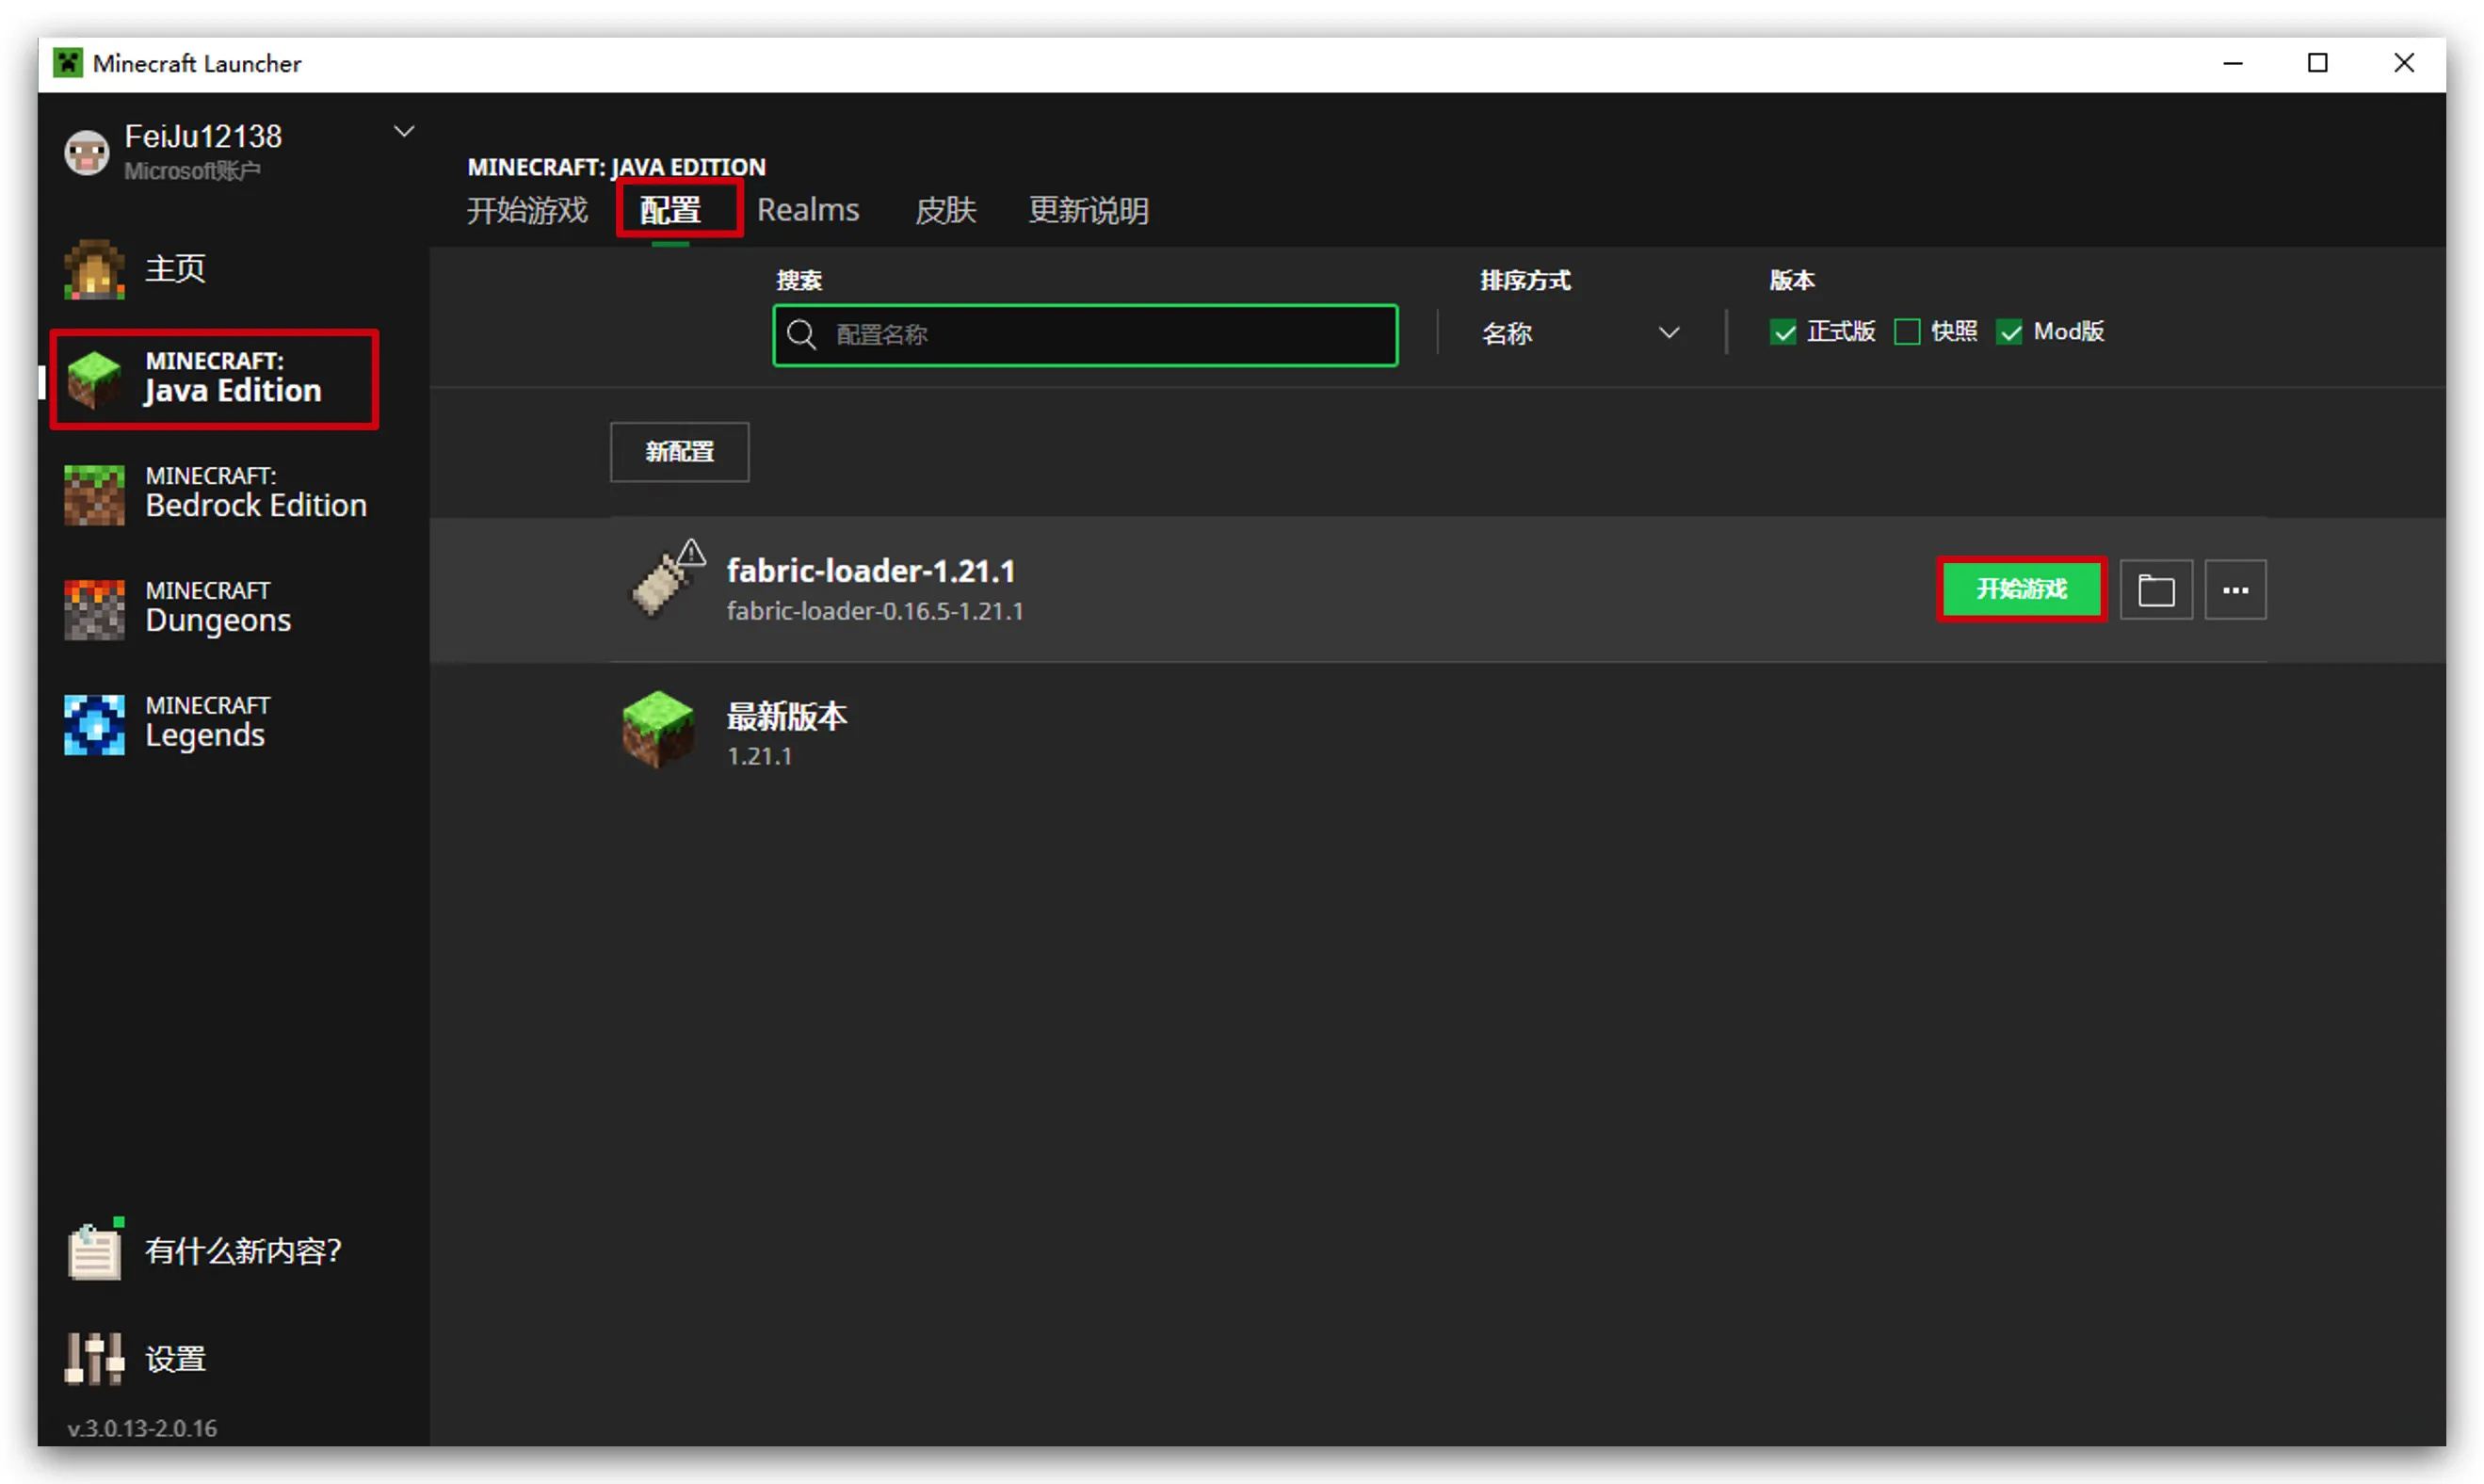 Minecraft Launcher
FeiJu12138
Microsoft账户
主页
MINECRAFT:
Java Edition
MINECRAFT:
Bedrock Edition
MINECRAFT
Dungeons
MINECRAFT
Legends
有什么新内容?
设置
v.3.0.13-2.0.16
MINECRAFT: JAVA EDITION
开始游戏 配置 Realms 皮肤 更新说明
搜索 排序方式 版本
配置名称 名称 正式版 快照 Mod版
新配置
fabric-loader-1.21.1
fabric-loader-0.16.5-1.21.1
开始游戏
最新版本
1.21.1